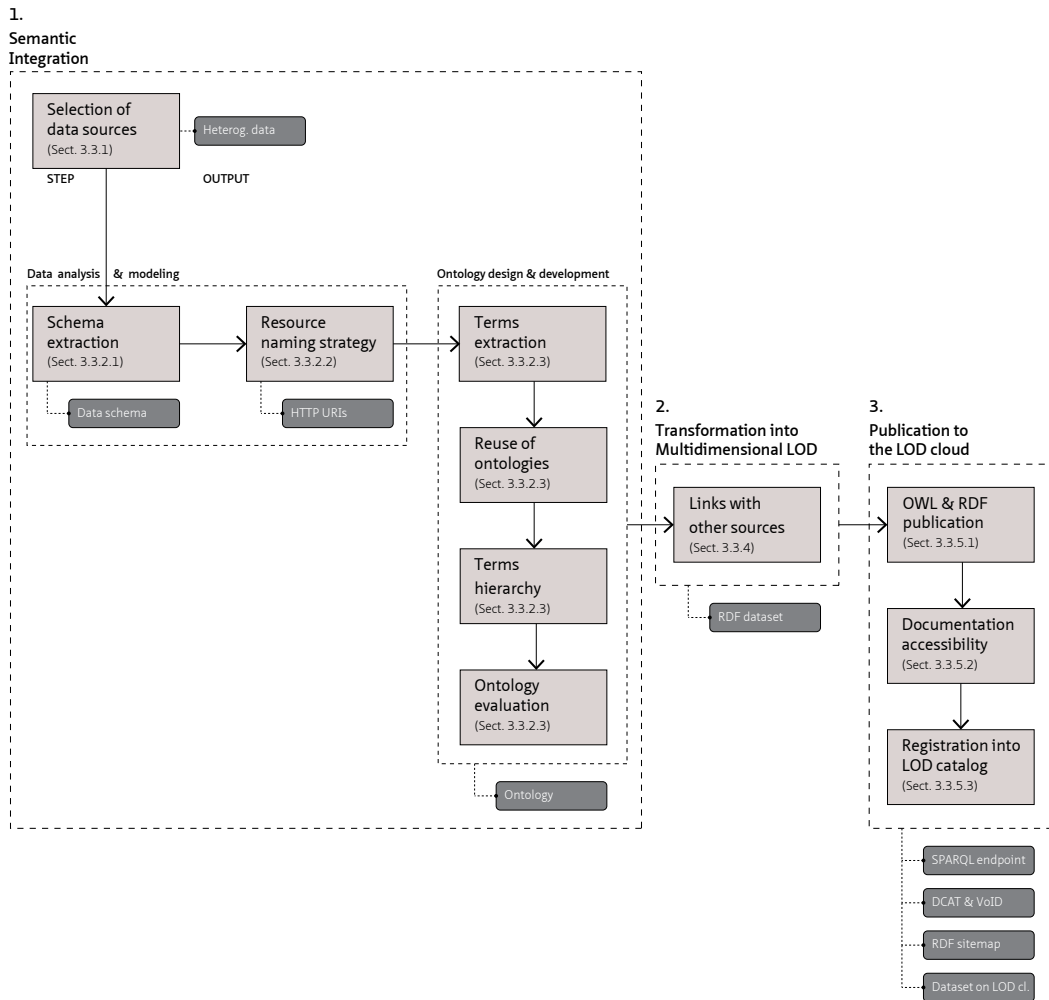 1.
Semantic
Integration
Selection of
data sources
(Sect. 3.3.1)
Heterog. data
STEP
OUTPUT
Data analysis & modeling
Schema
extraction
(Sect. 3.3.2.1)
Data schema
Resource
naming strategy
(Sect. 3.3.2.2)
HTTP URIs
Ontology design & development
Terms
extraction
(Sect. 3.3.2.3)
Reuse of
ontologies
(Sect. 3.3.2.3)
Terms
hierarchy
(Sect. 3.3.2.3)
Ontology
evaluation
(Sect. 3.3.2.3)
Ontology
2.
Transformation into
Multidimensional LOD
Links with
other sources
(Sect. 3.3.4)
RDF dataset
3.
Publication to
the LOD cloud
OWL & RDF
publication
(Sect. 3.3.5.1)
Documentation
accessibility
(Sect. 3.3.5.2)
Registration into
LOD catalog
(Sect. 3.3.5.3)
SPARQL endpoint
DCAT & VoID
RDF sitemap
Dataset on LOD cl.